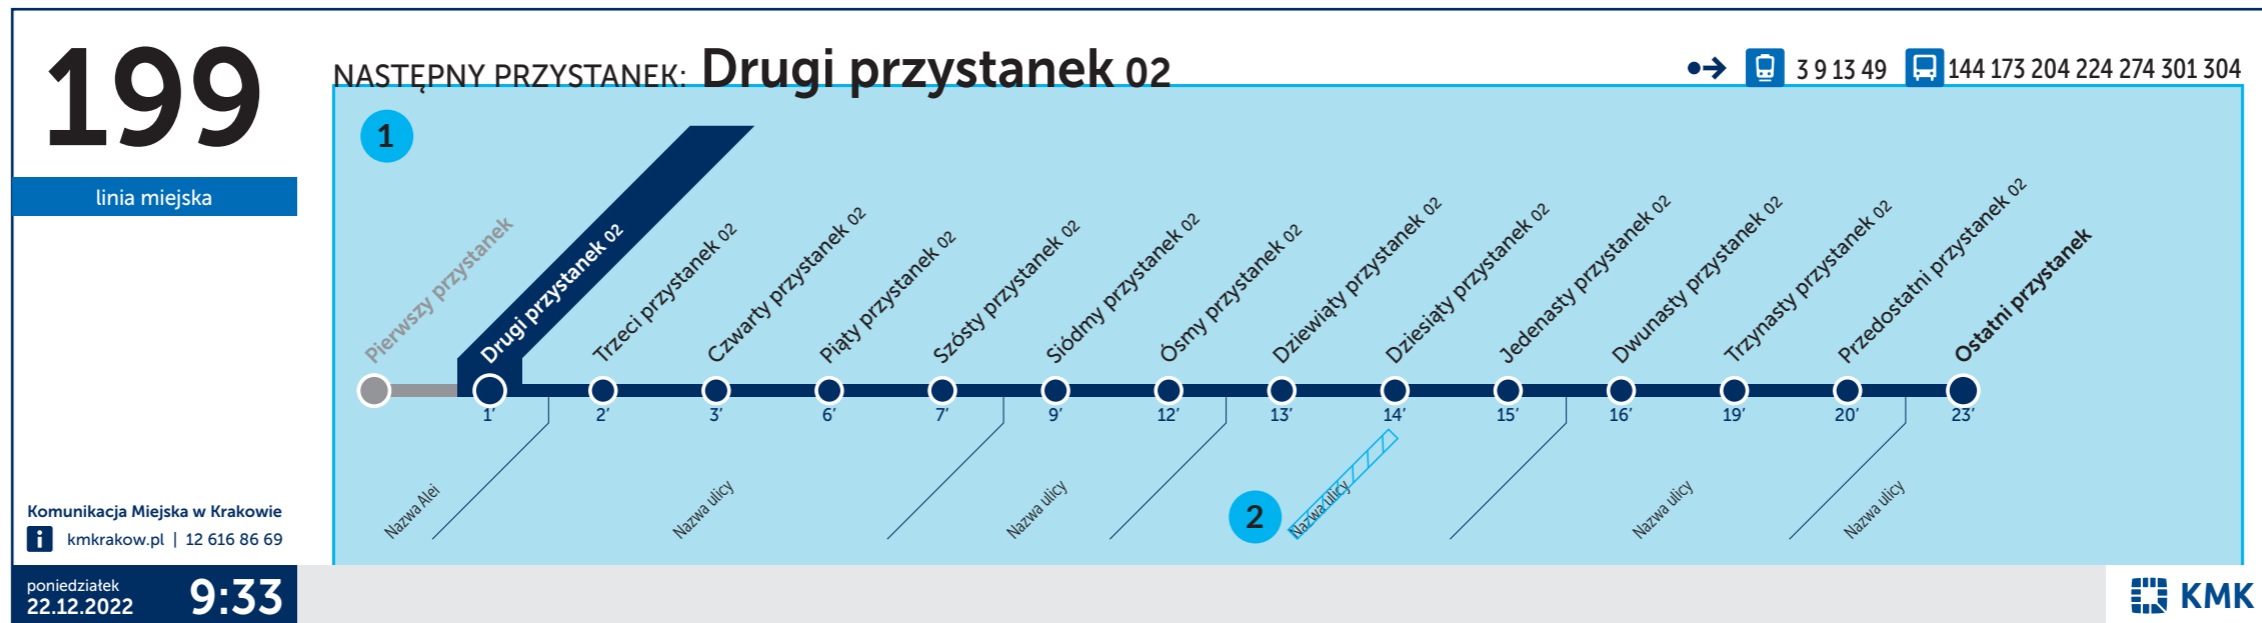 199
linia miejska
NASTĘPNY PRZYSTANEK: Drugi przystanek 02
3 9 13 49
144 173 204 224 274 301 304
1
Pierwszy przystanek
Drugi przystanek 02
Trzeci przystanek 02
Czwarty przystanek 02
Piąty przystanek 02
Szósty przystanek 02
Siódmy przystanek 02
Ósmy przystanek 02
Dziewiąty przystanek 02
Dziesiąty przystanek 02
Jedenasty przystanek 02
Dwunasty przystanek 02
Trzynasty przystanek 02
Przedostatni przystanek 02
Ostatni przystanek
1' 2' 3' 6' 7' 9' 12' 13' 14' 15' 16' 19' 20' 23'
Nazwa Alei
Nazwa ulicy
Nazwa ulicy
2
Nazwa ulicy
Nazwa ulicy
Nazwa ulicy
Komunikacja Miejska w Krakowie
i kmkrakow.pl | 12 616 86 69
poniedziałek
22.12.2022
9:33
KMK